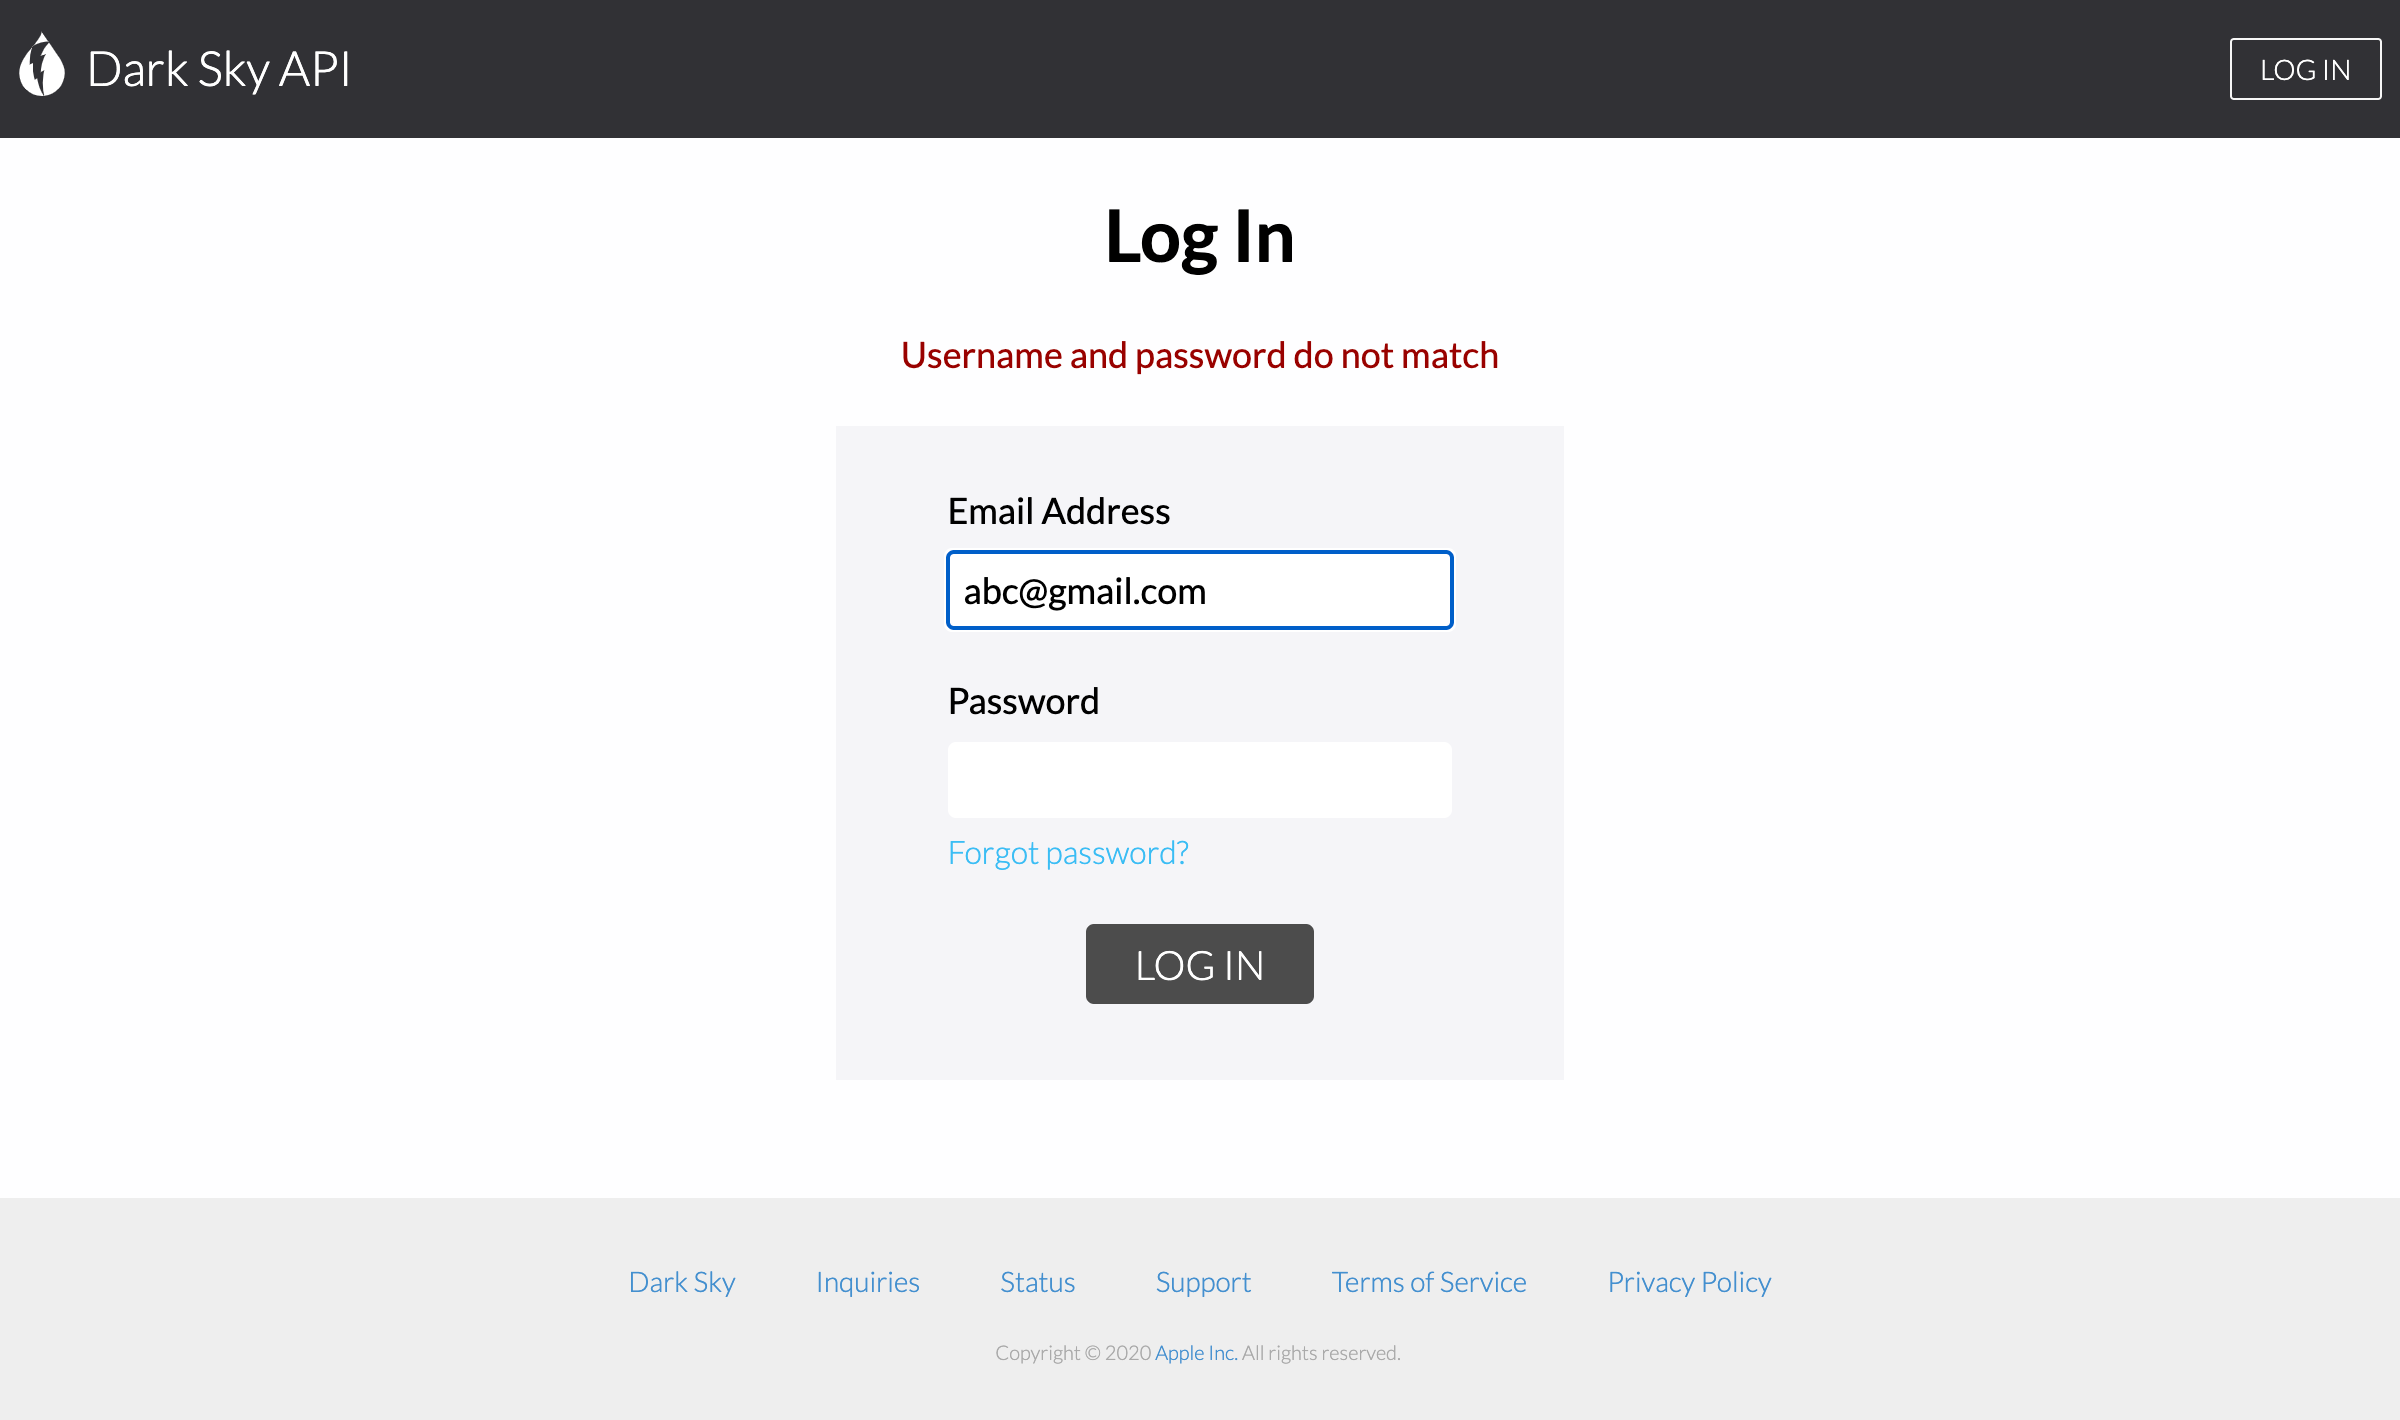 Dark Sky API
LOG IN
Log In
Username and password do not match
Email Address
abc@gmail.com
Password
Forgot password?
LOG IN
Dark Sky Inquiries Status Support Terms of Service Privacy Policy
Copyright © 2020 Apple Inc. All rights reserved.